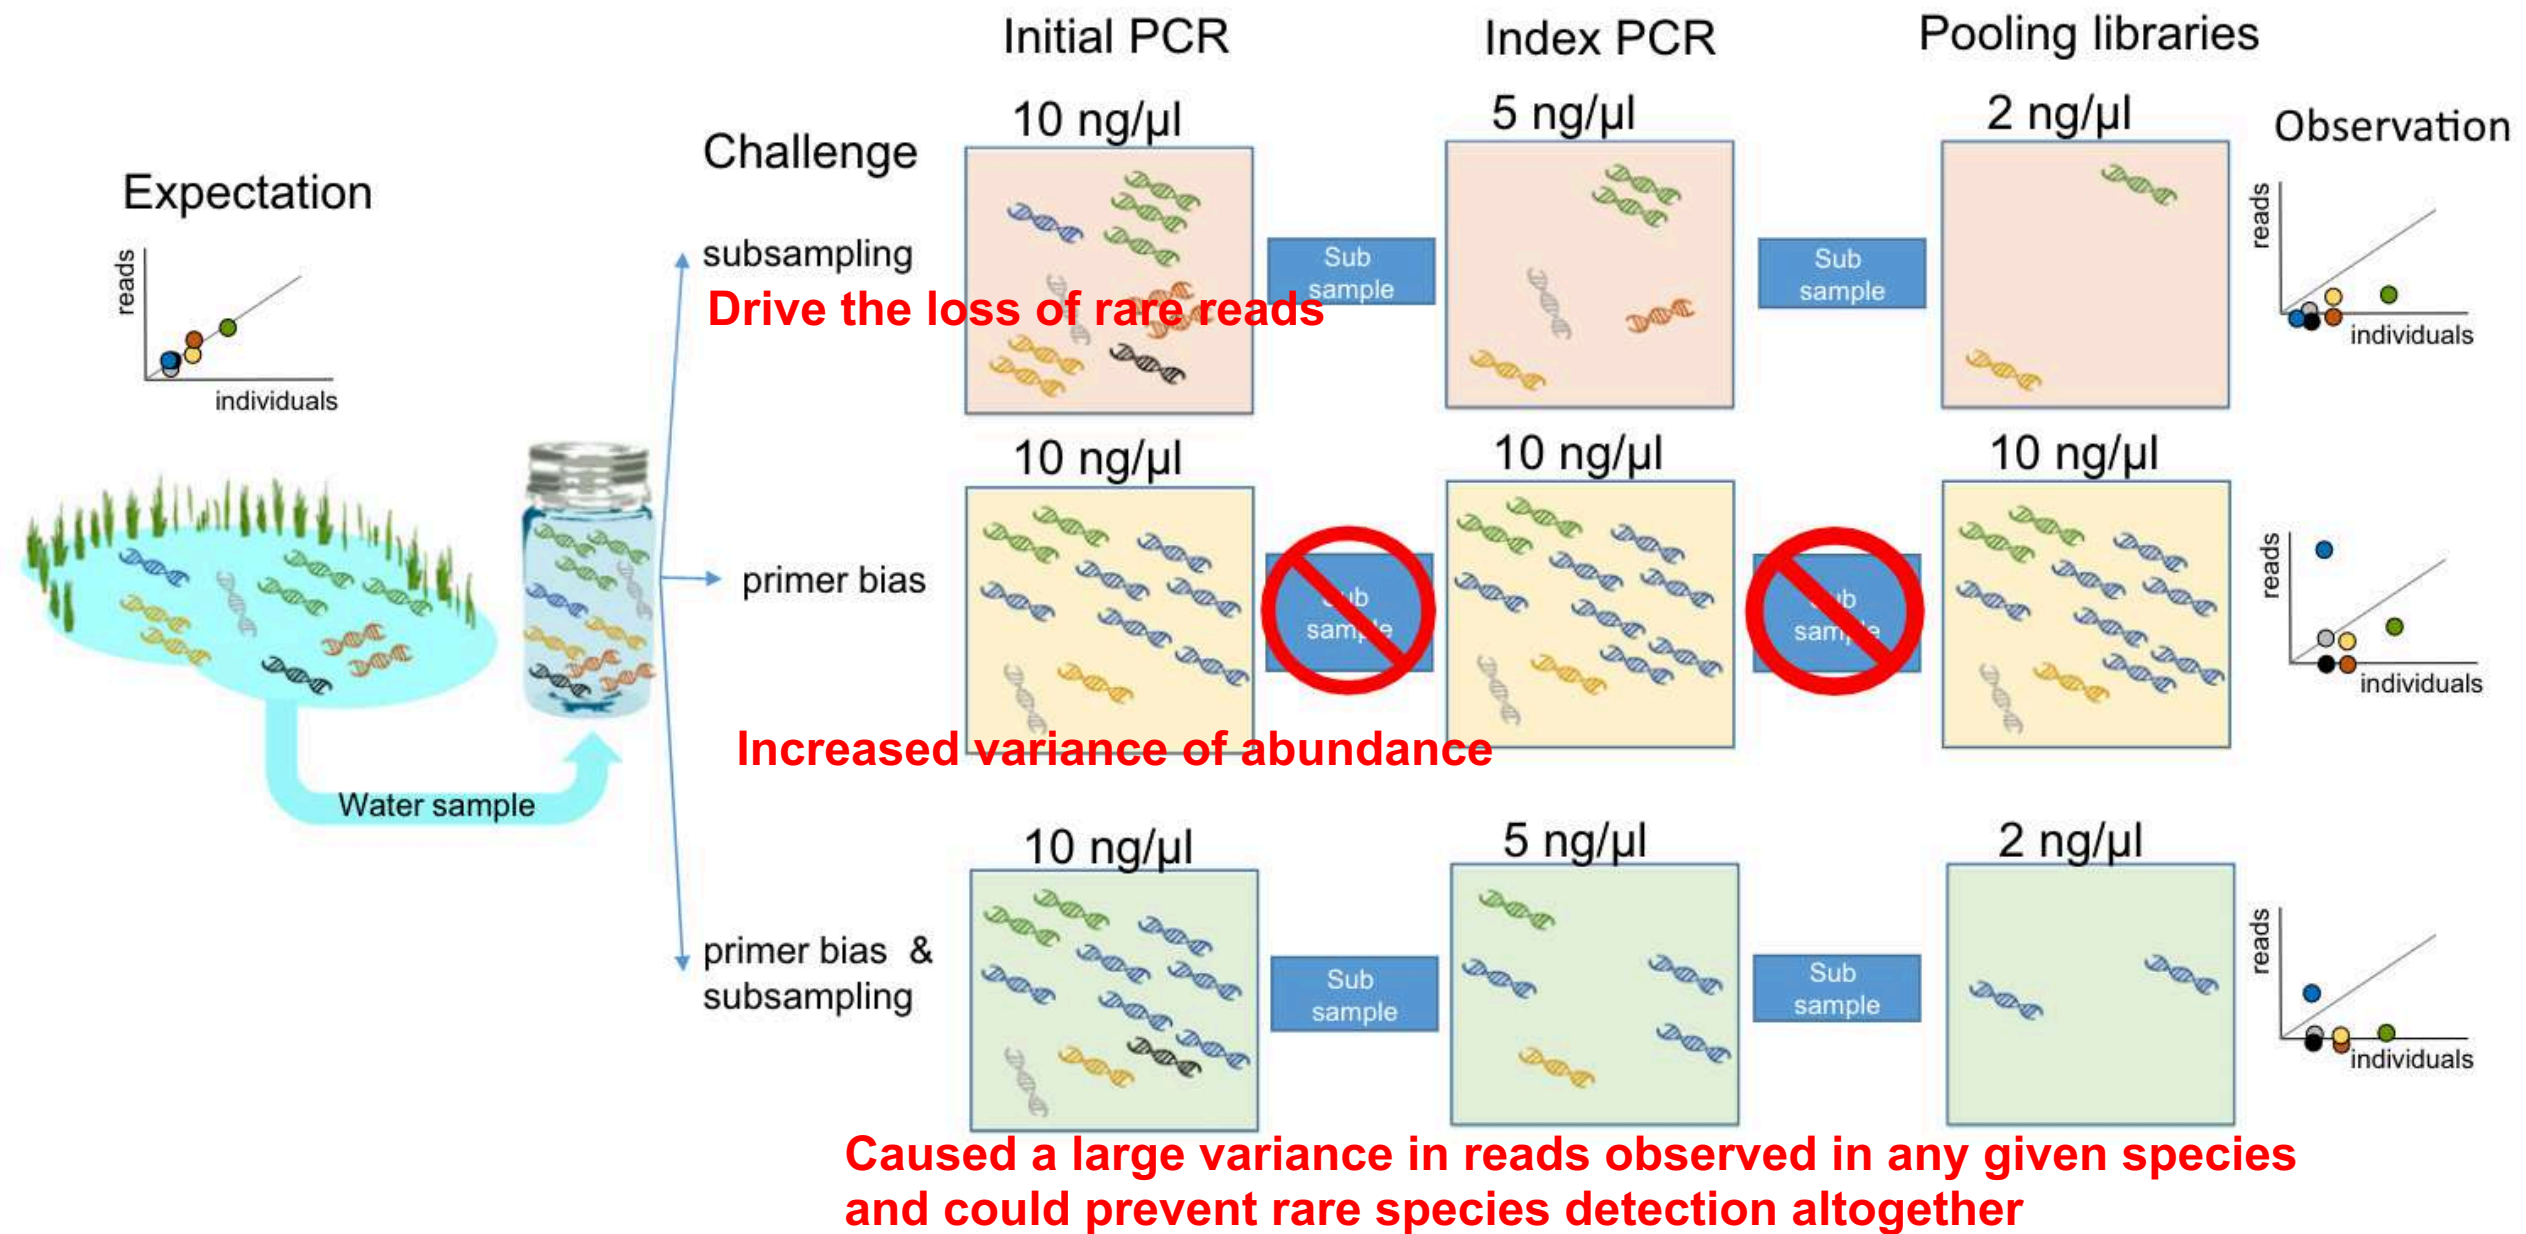 Initial PCR
Index PCR
Pooling libraries
Expectation
reads
individuals
Water sample
Challenge
subsampling
Drive the loss of rare reads
10 ng/µl
Sub
sample
5 ng/µl
Sub
sample
2 ng/µl
Observation
reads
individuals
primer bias
Increased variance of abundance
10 ng/µl
Sub
sample
10 ng/µl
Sub
sample
10 ng/µl
reads
individuals
primer bias &
subsampling
10 ng/µl
Sub
sample
5 ng/µl
Sub
sample
2 ng/µl
reads
individuals
Caused a large variance in reads observed in any given species
and could prevent rare species detection altogether